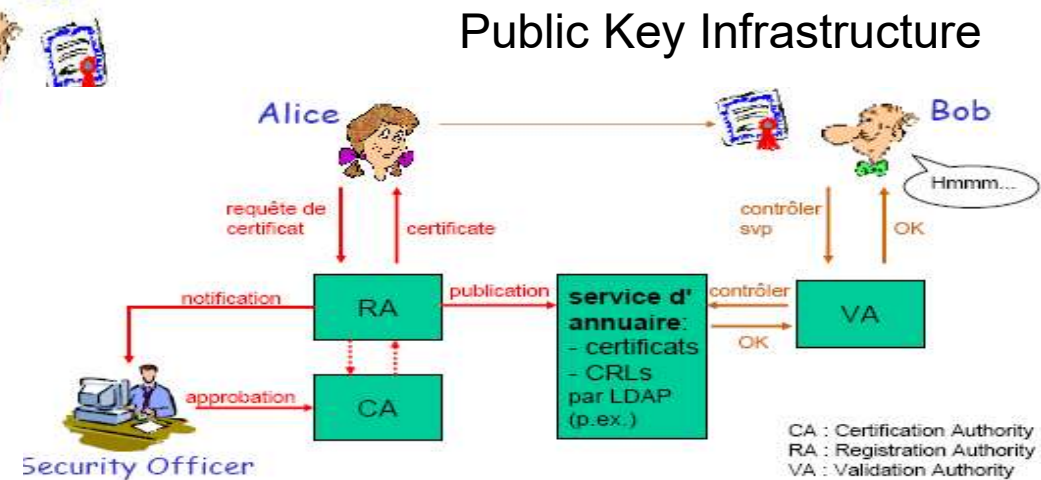 Public Key Infrastructure
Alice
Bob
Hmmm...
requête de
certificat
certificate
contrôler
svp
OK
notification
RA
publication
service d'
annuaire:
- certificats
- CRLs
par LDAP
(p.ex.)
contrôler
OK
VA
approbation
CA
Security Officer
CA : Certification Authority
RA : Registration Authority
VA : Validation Authority